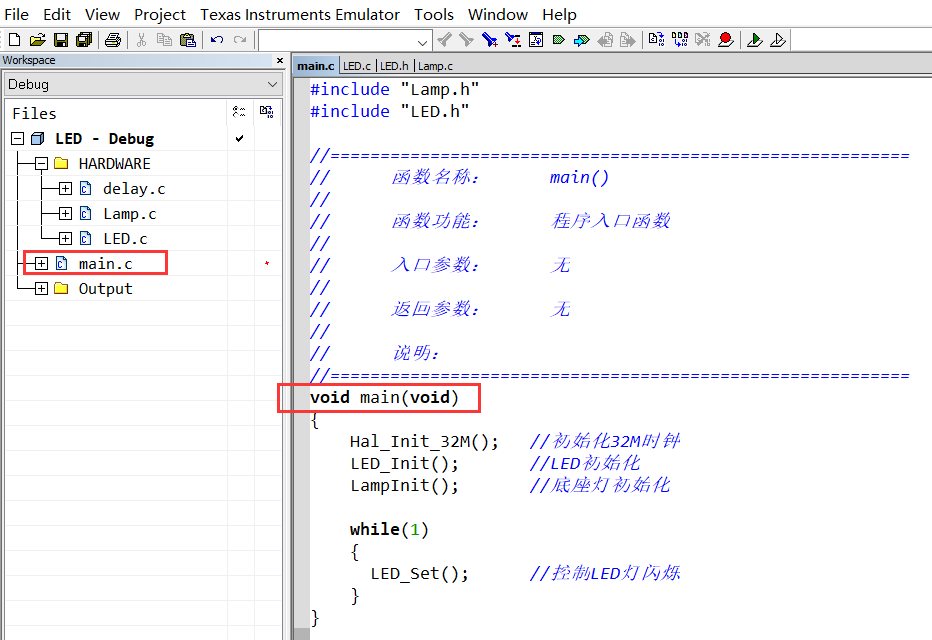 File Edit View Project Texas Instruments Emulator Tools Window Help
Workspace
Debug
Files
LED - Debug
HARDWARE
delay.c
Lamp.c
LED.c
main.c
Output
main.c LED.c LED.h Lamp.c
#include "Lamp.h"
#include "LED.h"
//==========================================================
// 函数名称： main()
//
// 函数功能： 程序入口函数
//
// 入口参数： 无
//
// 返回参数： 无
//
// 说明：
//==========================================================
void main(void)
{
Hal_Init_32M(); //初始化32M时钟
LED_Init(); //LED初始化
LampInit(); //底座灯初始化
while(1)
{
LED_Set(); //控制LED灯闪烁
}
}